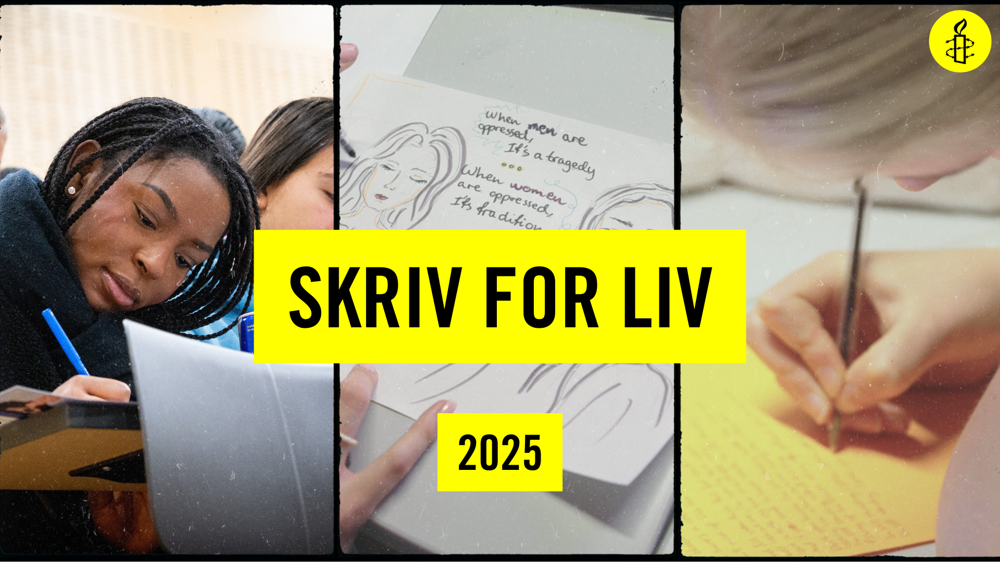 When men are
oppressed,
It's a tragedy
When women
are oppressed,
It's tradition
SKRIV FOR LIV
2025